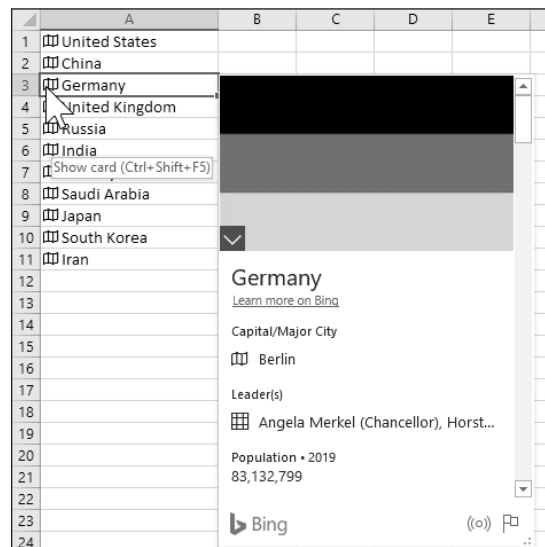 A B C D E
1 United States
2 China
3 Germany
4 United Kingdom
5 Russia
6 India
Show card (Ctrl+Shift+F5)
7
8 Saudi Arabia
9 Japan
10 South Korea
11 Iran
12
13
14
15
16
17
18
19
20
21
22
23
24
Germany
Learn more on Bing
Capital/Major City
Berlin
Leader(s)
Angela Merkel (Chancellor), Horst...
Population • 2019
83,132,799
Bing